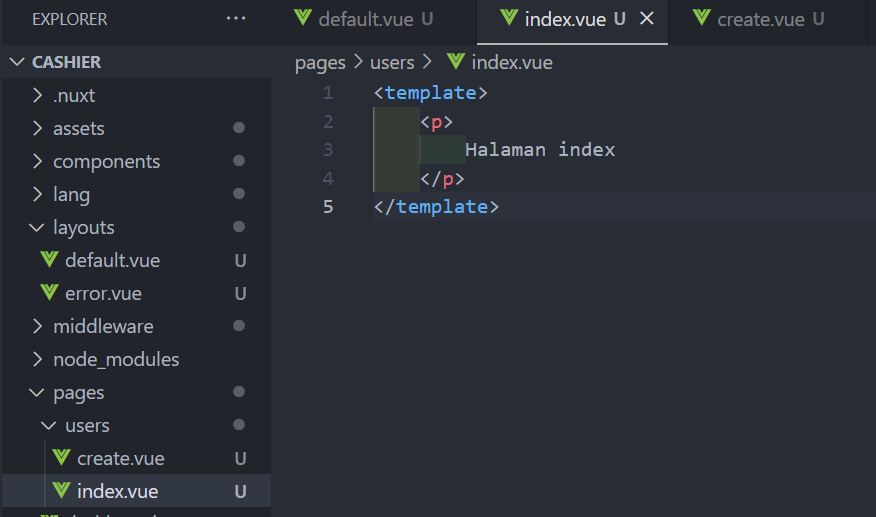 EXPLORER ...
default.vue U
index.vue U
create.vue U
CASHIER
pages > users > index.vue
.nuxt
assets
components
lang
layouts
default.vue U
error.vue U
middleware
node_modules
pages
users
create.vue U
index.vue U
1 <template>
2 <p>
3 Halaman index
4 </p>
5 </template>